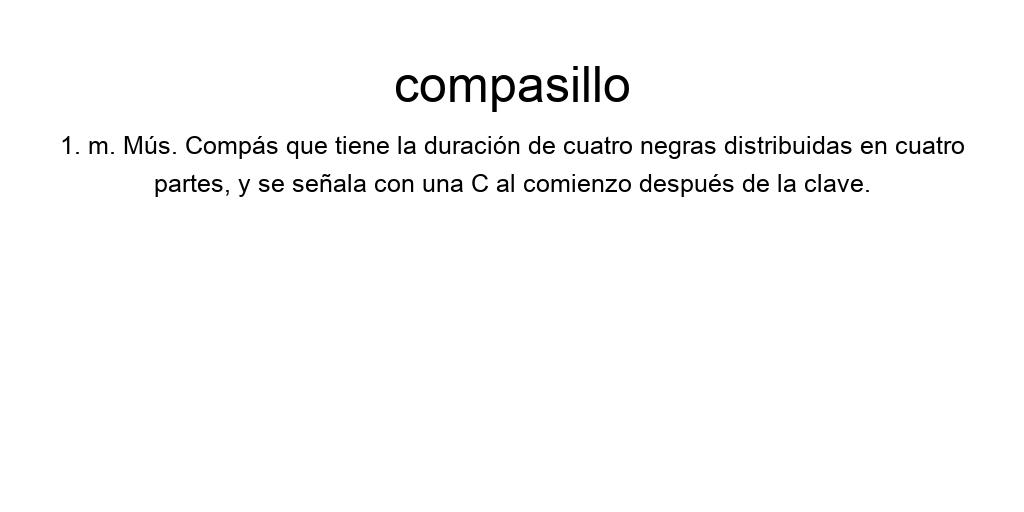 compasillo
1. m. Mús. Compás que tiene la duración de cuatro negras distribuidas en cuatro
partes, y se señala con una C al comienzo después de la clave.